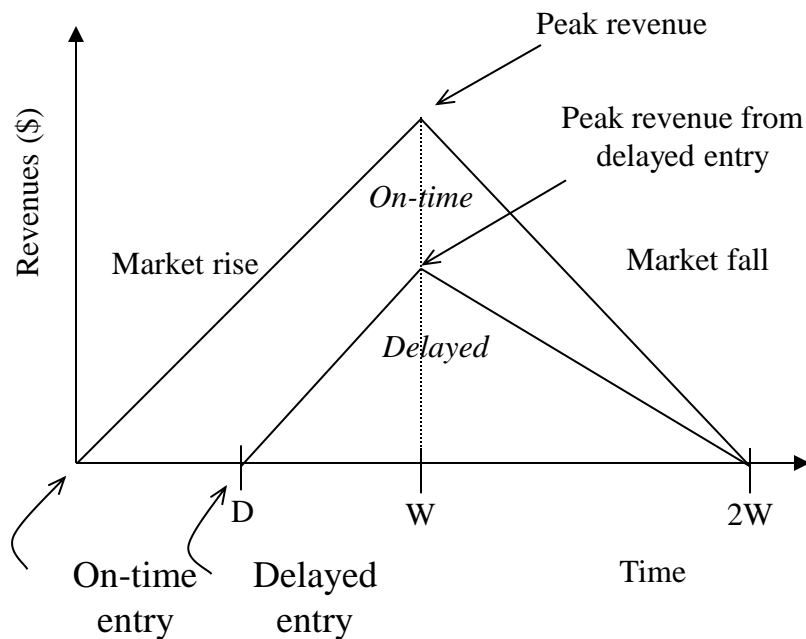 Peak revenue
Peak revenue from
delayed entry
Revenues ($)
On-time
Market rise
Market fall
Delayed
D
W
2W
On-time
entry
Delayed
entry
Time